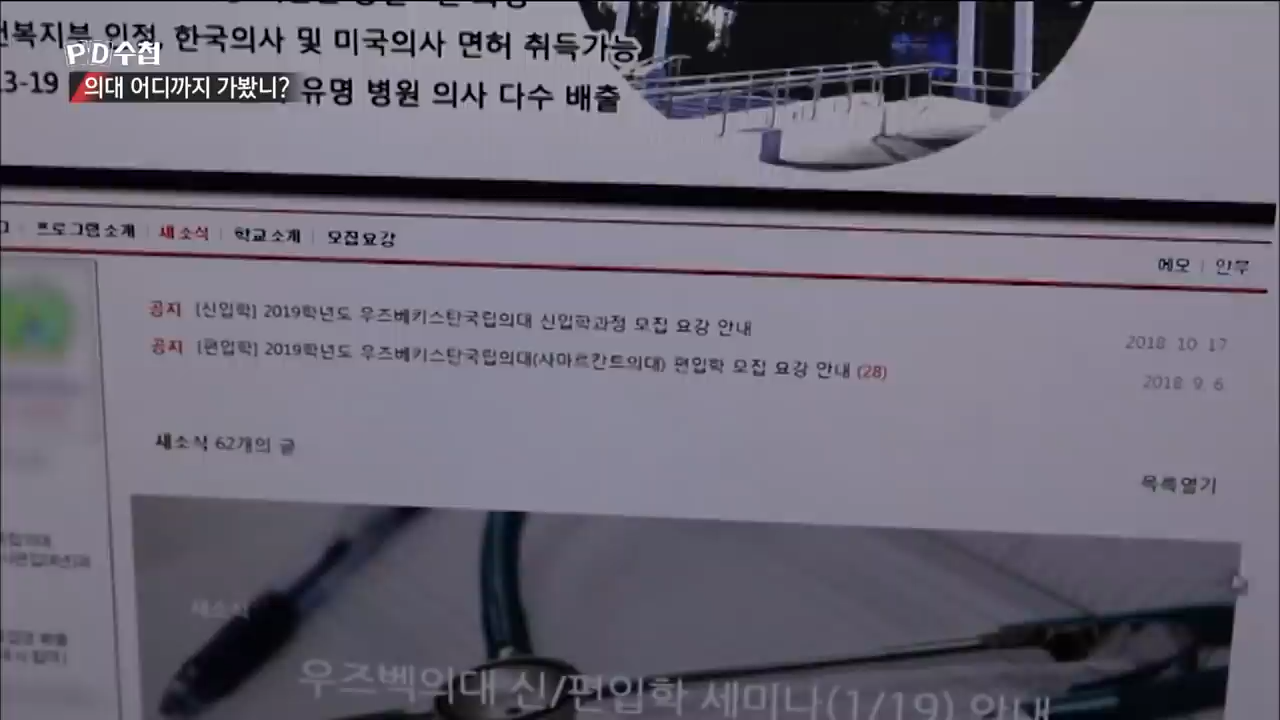 PD수첩
의대 어디까지 가봤니?
인정, 한국의사 및 미국의사 면허 취득가능
유명 병원 의사 다수 배출
프로그램소개 | 새소식 | 학교소개 | 모집요강
메모 | 안부
공지 [신입학] 2019학년도 우즈베키스탄국립의대 신입학과정 모집 요강 안내
2018. 10. 17
공지 [편입학] 2019학년도 우즈베키스탄국립의대(사마르칸트의대) 편입학 모집 요강 안내 (28)
2018. 9. 6
새소식 62개의 글
목록열기
새소식
우즈벡의대 신/편입학 세미나(1/19) 안내